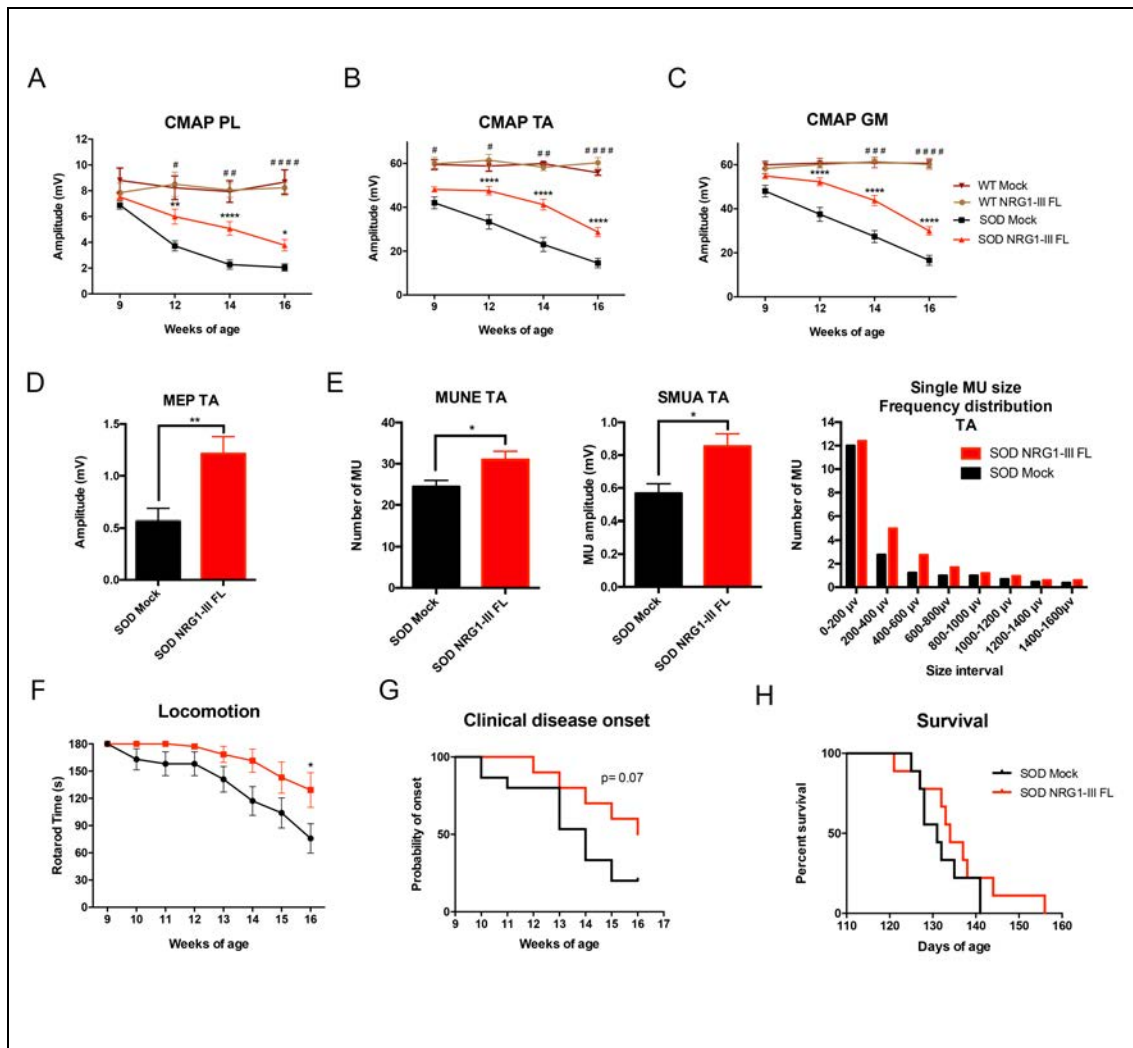 A
CMAP PL
Amplitude (mV)
12
10
8
6
4
2
0
# ## ####
** **** *
9 12 14 16
Weeks of age
B
CMAP TA
Amplitude (mV)
60
40
20
0
# # ## ####
**** **** ****
9 12 14 16
Weeks of age
C
CMAP GM
Amplitude (mV)
60
40
20
0
### ####
**** **** ****
9 12 14 16
Weeks of age
WT Mock
WT NRG1-III FL
SOD Mock
SOD NRG1-III FL
D
MEP TA
Amplitude (mV)
1.5
1.0
0.5
0.0
**
SOD Mock
SOD NRG1-III FL
E
MUNE TA
Number of MU
40
30
20
10
0
*
SOD Mock
SOD NRG1-III FL
SMUA TA
MU amplitude (mV)
1.0
0.8
0.6
0.4
0.2
0.0
*
SOD Mock
SOD NRG1-III FL
Single MU size
Frequency distribution
TA
Number of MU
14
12
10
8
6
4
2
0
SOD NRG1-III FL
SOD Mock
0-200 µv
200-400 µv
400-600 µv
600-800µv
800-1000 µv
1000-1200 µv
1200-1400 µv
1400-1600µv
Size interval
F
Locomotion
Rotarod Time (s)
180
150
120
90
60
30
0
*
9 10 11 12 13 14 15 16
Weeks of age
G
Clinical disease onset
Probability of onset
100
50
0
p= 0.07
9 10 11 12 13 14 15 16 17
Weeks of age
H
Survival
Percent survival
100
50
0
110 120 130 140 150 160
Days of age
SOD Mock
SOD NRG1-III FL